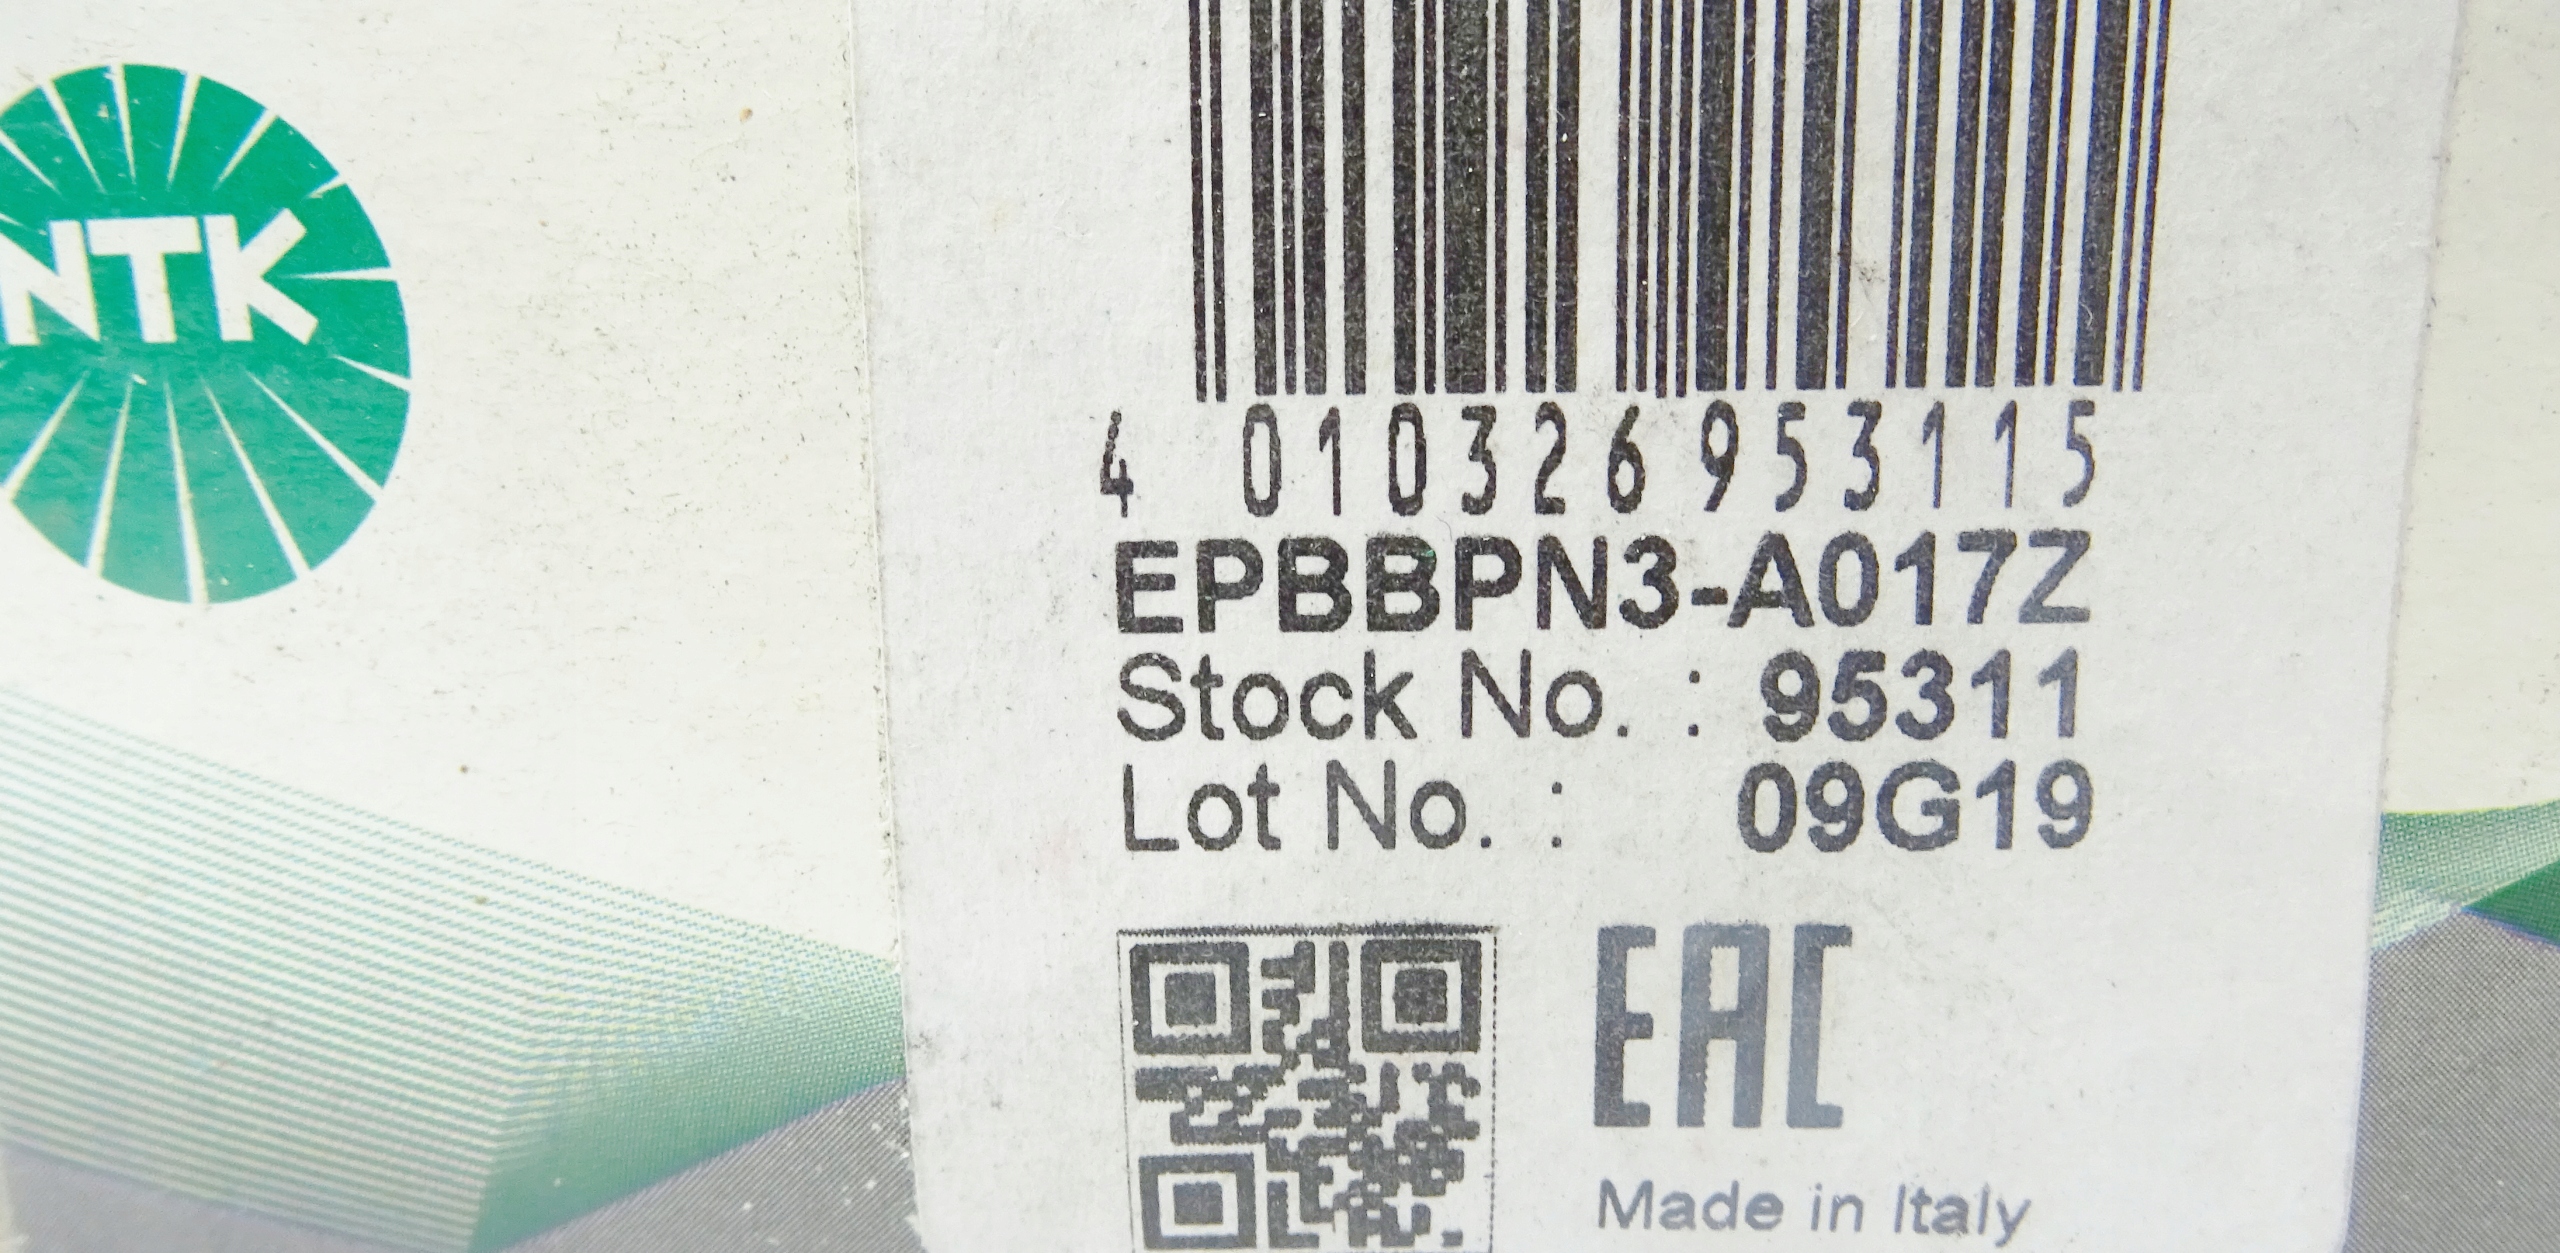 NTK
4 010326 953115
EPBBPN3-A017Z
Stock No. : 95311
Lot No. : 09G19
EAC
Made in Italy